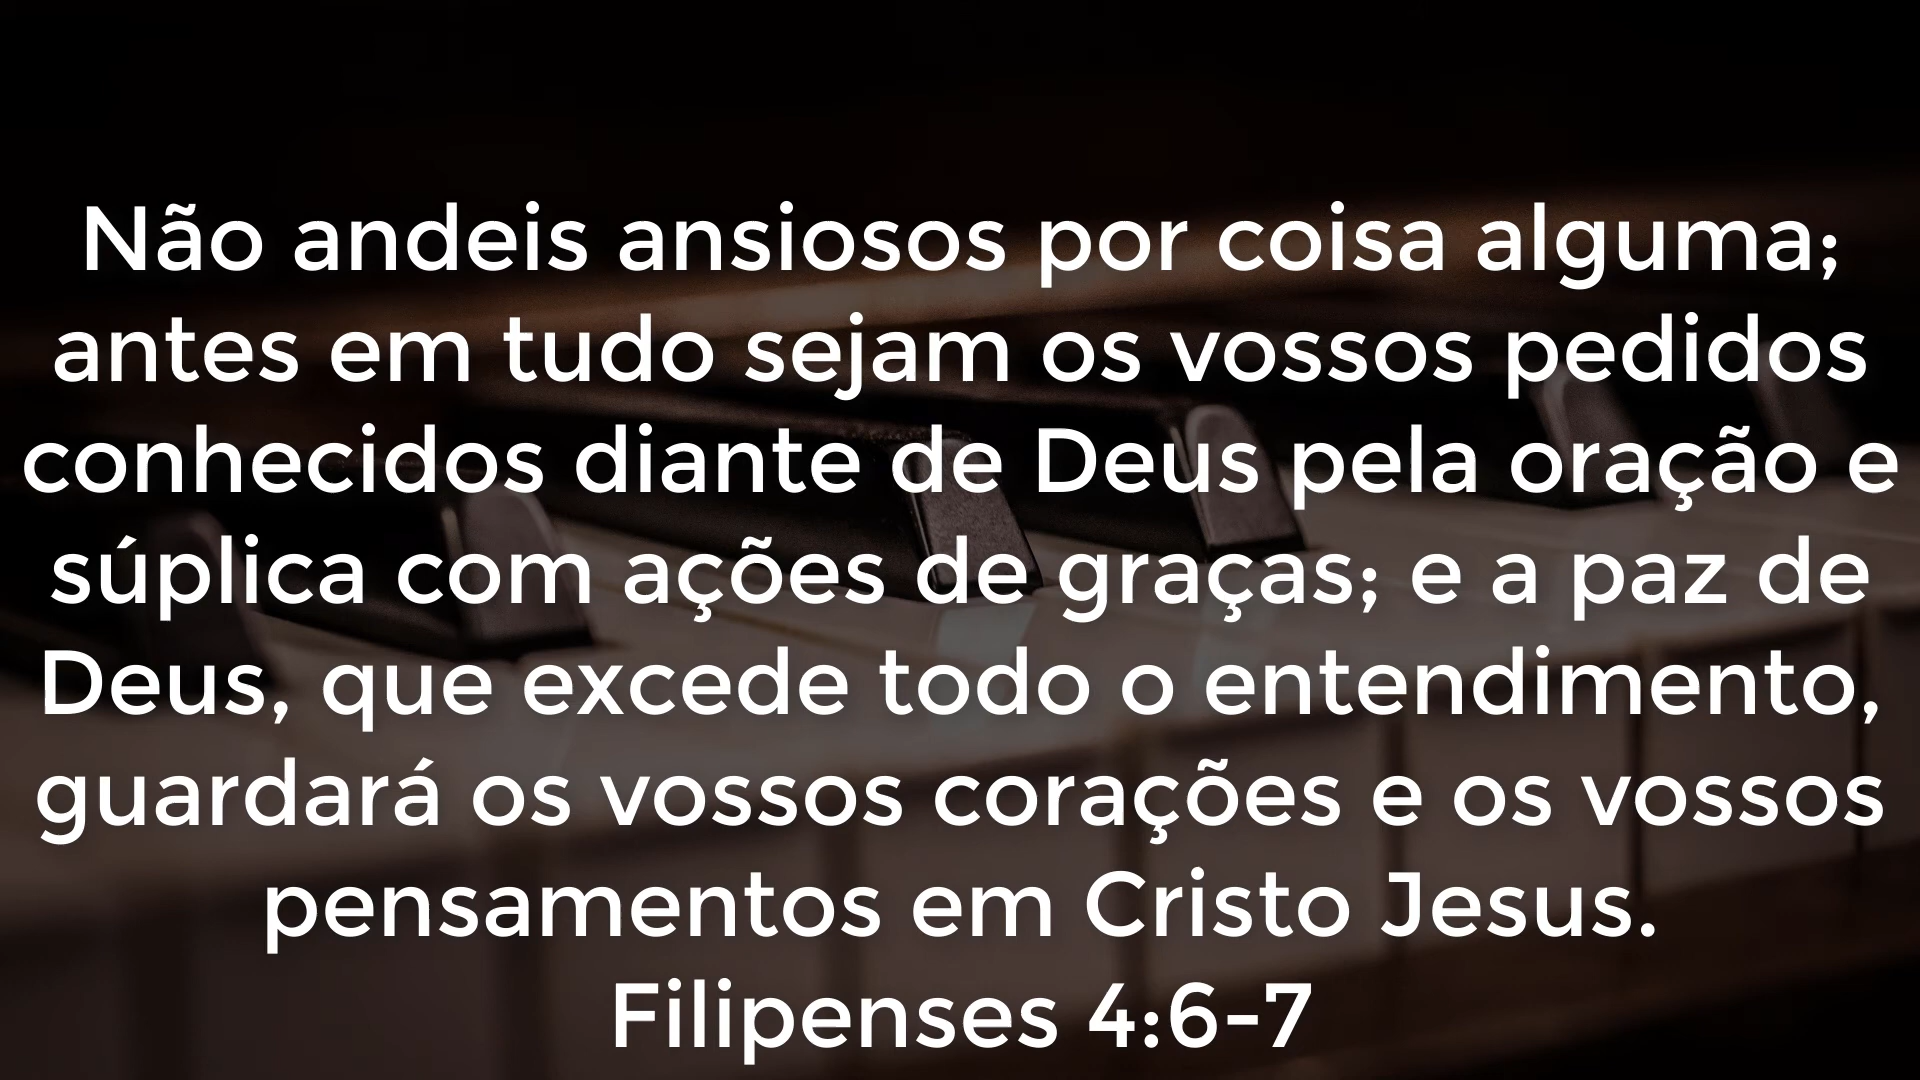 Não andeis ansiosos por coisa alguma;
antes em tudo sejam os vossos pedidos
conhecidos diante de Deus pela oração e
súplica com ações de graças; e a paz de
Deus, que excede todo o entendimento,
guardará os vossos corações e os vossos
pensamentos em Cristo Jesus.
Filipenses 4:6-7